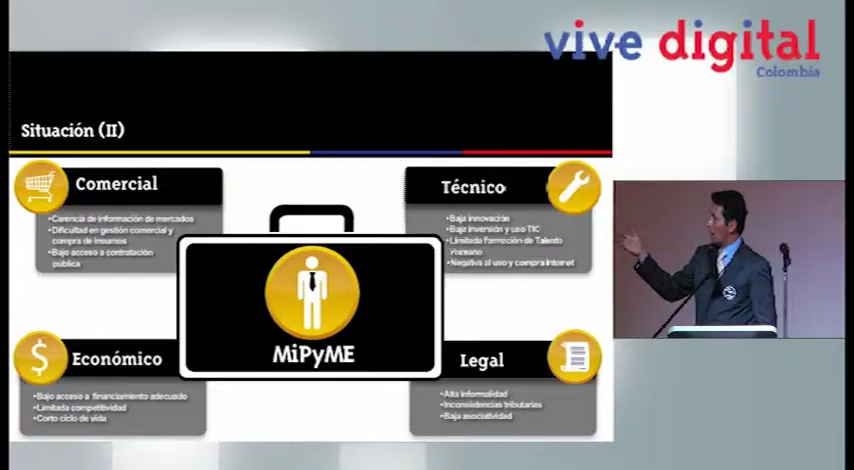 vive digital
Colombia
Situación (II)
Comercial
•Carencia de información de mercados
•Dificultad en gestión comercial y
compra de insumos
•Bajo acceso a contratación
pública
Técnico
•Baja innovación
•Baja inversión y uso TIC
•Limitada formación de Talento
Humano
•Negativa al uso y compra internet
MiPyME
$
Económico
•Bajo acceso a financiamiento adecuado
•Limitada competitividad
•Corto ciclo de vida
Legal
•Alta Informalidad
•Inconsistencias tributarias
•Baja asociatividad